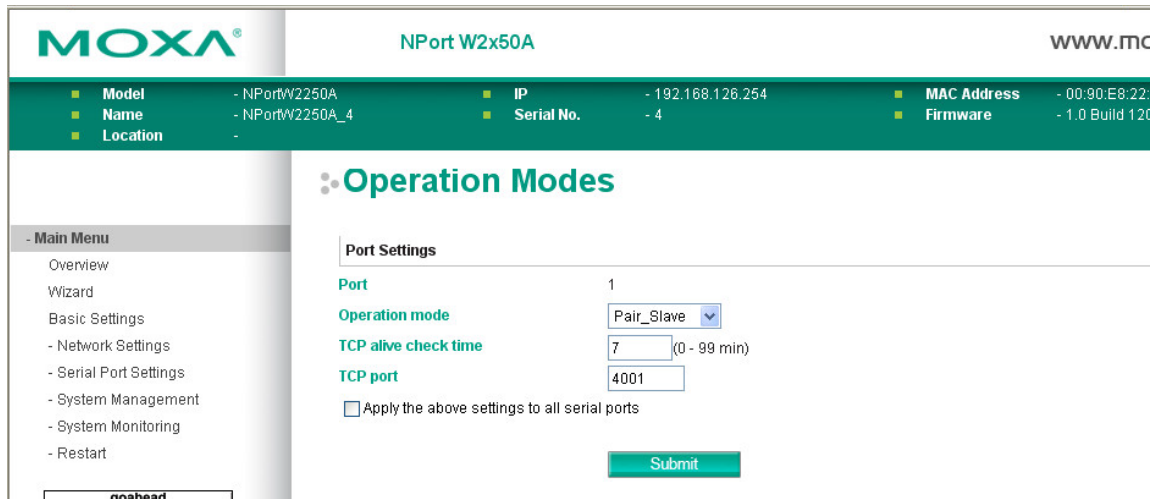 MOXA®
NPort W2x50A
www.mo
Model - NPortW2250A
IP - 192.168.126.254
MAC Address - 00:90:E8:22:
Name - NPortW2250A_4
Serial No. - 4
Firmware - 1.0 Build 120
Location -
Operation Modes
- Main Menu
Overview
Wizard
Basic Settings
- Network Settings
- Serial Port Settings
- System Management
- System Monitoring
- Restart
goahead
Port Settings
Port 1
Operation mode Pair_Slave
TCP alive check time 7 (0 - 99 min)
TCP port 4001
Apply the above settings to all serial ports
Submit